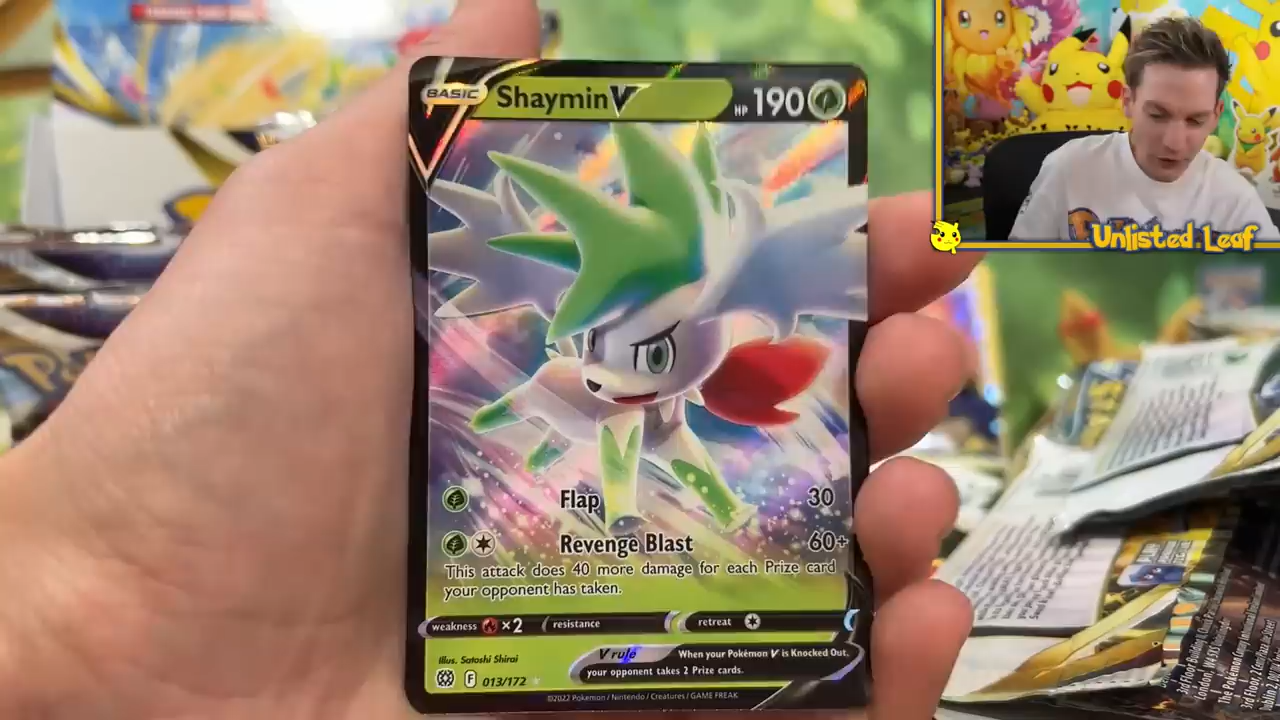 BASIC
Shaymin V
HP 190
Unlisted Leaf
Flap 30
Revenge Blast 60+
This attack does 40 more damage for each Prize card
your opponent has taken.
weakness ×2 resistance retreat
V rule When your Pokémon V is Knocked Out,
your opponent takes 2 Prize cards.
Illus. Satoshi Shirai
F 013/172
©2022 Pokémon / Nintendo / Creatures / GAME FREAK